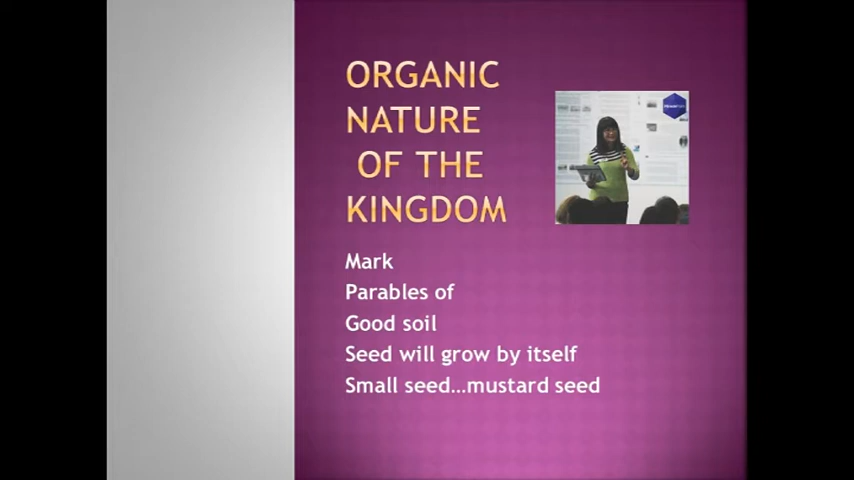 ORGANIC
NATURE
OF THE
KINGDOM
Mark
Parables of
Good soil
Seed will grow by itself
Small seed...mustard seed